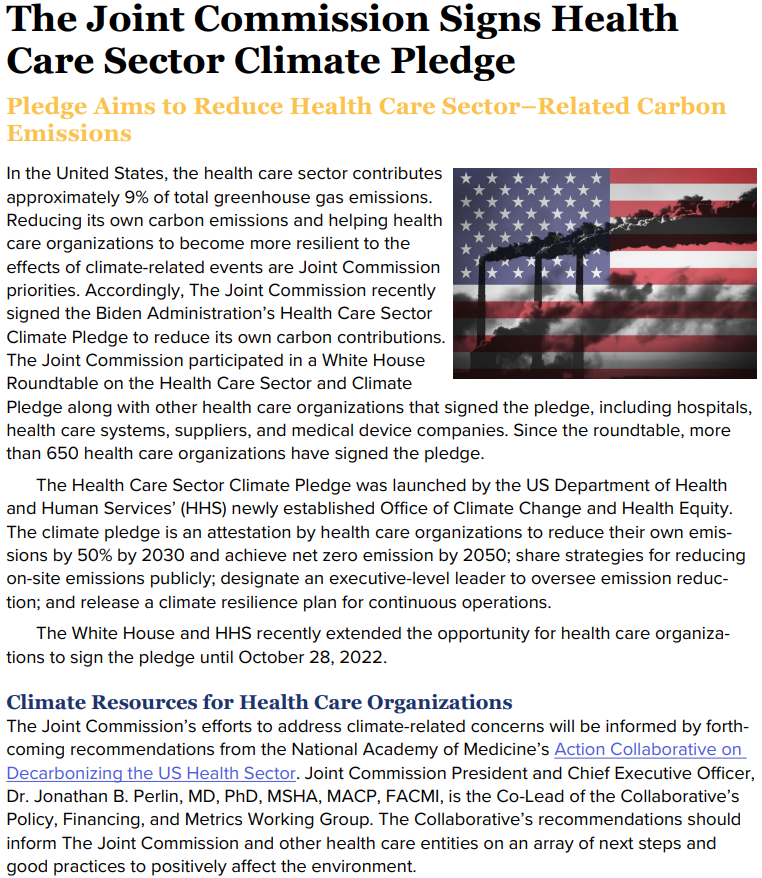 The Joint Commission Signs Health
Care Sector Climate Pledge
Pledge Aims to Reduce Health Care Sector–Related Carbon
Emissions
In the United States, the health care sector contributes
approximately 9% of total greenhouse gas emissions.
Reducing its own carbon emissions and helping health
care organizations to become more resilient to the
effects of climate-related events are Joint Commission
priorities. Accordingly, The Joint Commission recently
signed the Biden Administration’s Health Care Sector
Climate Pledge to reduce its own carbon contributions.
The Joint Commission participated in a White House
Roundtable on the Health Care Sector and Climate
Pledge along with other health care organizations that signed the pledge, including hospitals,
health care systems, suppliers, and medical device companies. Since the roundtable, more
than 650 health care organizations have signed the pledge.
The Health Care Sector Climate Pledge was launched by the US Department of Health
and Human Services’ (HHS) newly established Office of Climate Change and Health Equity.
The climate pledge is an attestation by health care organizations to reduce their own emis-
sions by 50% by 2030 and achieve net zero emission by 2050; share strategies for reducing
on-site emissions publicly; designate an executive-level leader to oversee emission reduc-
tion; and release a climate resilience plan for continuous operations.
The White House and HHS recently extended the opportunity for health care organiza-
tions to sign the pledge until October 28, 2022.
Climate Resources for Health Care Organizations
The Joint Commission’s efforts to address climate-related concerns will be informed by forth-
coming recommendations from the National Academy of Medicine’s Action Collaborative on
Decarbonizing the US Health Sector. Joint Commission President and Chief Executive Officer,
Dr. Jonathan B. Perlin, MD, PhD, MSHA, MACP, FACMI, is the Co-Lead of the Collaborative’s
Policy, Financing, and Metrics Working Group. The Collaborative’s recommendations should
inform The Joint Commission and other health care entities on an array of next steps and
good practices to positively affect the environment.